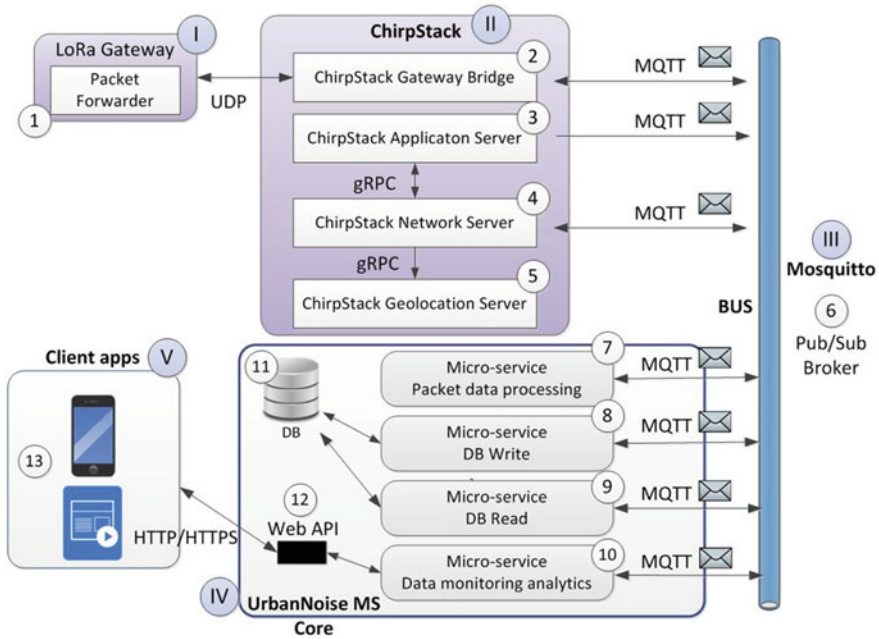 I
LoRa Gateway
Packet
Forwarder
1
UDP
ChirpStack
II
ChirpStack Gateway Bridge
2
MQTT
ChirpStack Applicaton Server
3
MQTT
gRPC
ChirpStack Network Server
4
MQTT
gRPC
ChirpStack Geolocation Server
5
III
Mosquitto
6
Pub/Sub
Broker
BUS
Client apps
V
13
HTTP/HTTPS
11
DB
12
Web API
7
Micro-service
Packet data processing
MQTT
8
Micro-service
DB Write
MQTT
9
Micro-service
DB Read
MQTT
10
Micro-service
Data monitoring analytics
MQTT
IV
UrbanNoise MS
Core